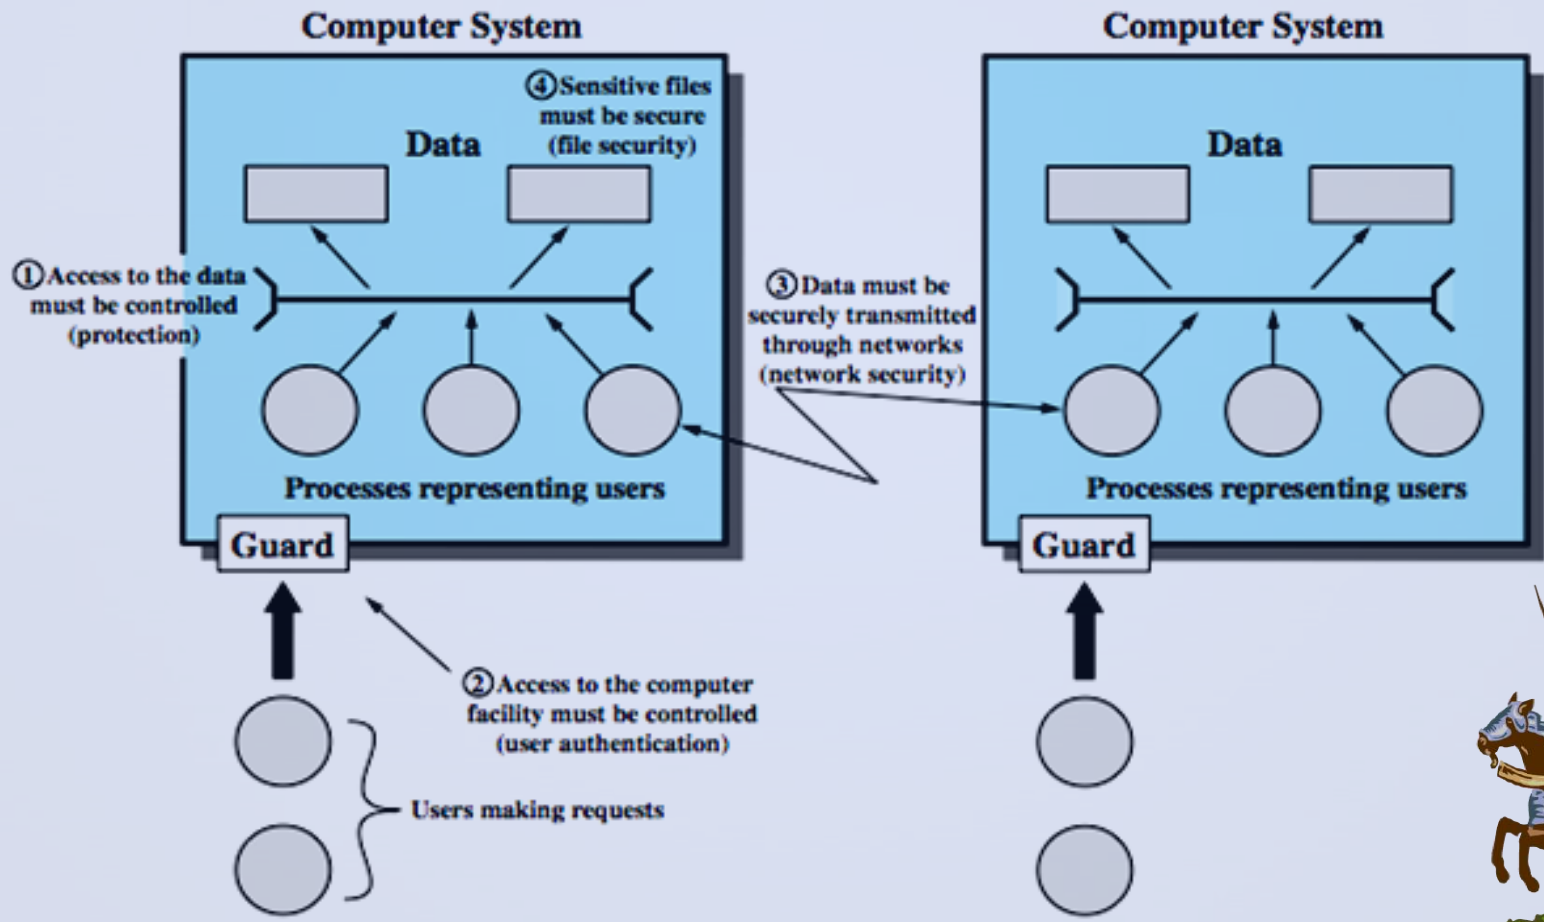 Computer System
④Sensitive files
must be secure
(file security)
Data
①Access to the data
must be controlled
(protection)
Processes representing users
Guard
②Access to the computer
facility must be controlled
(user authentication)
Users making requests
③Data must be
securely transmitted
through networks
(network security)
Computer System
Data
Processes representing users
Guard